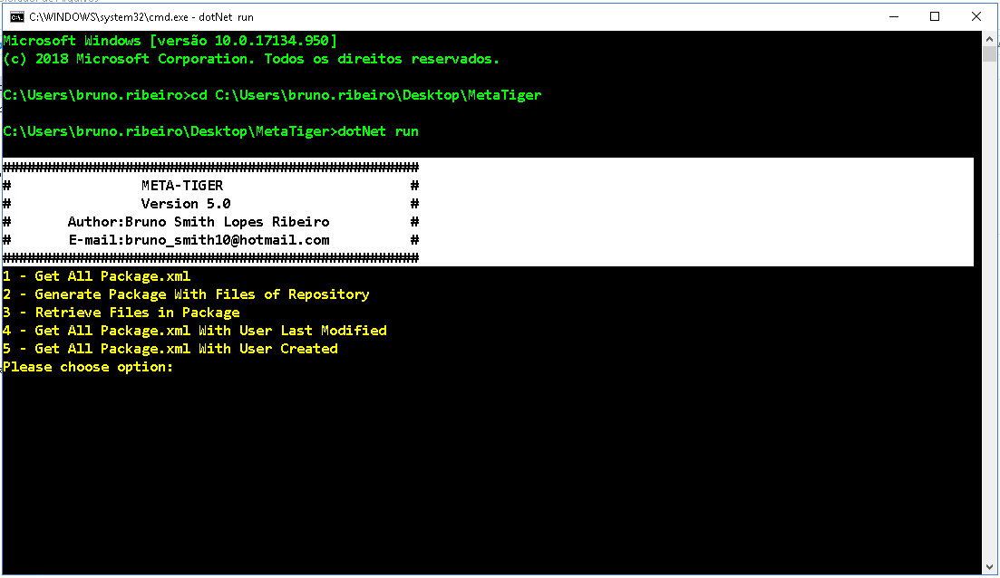 C:\WINDOWS\system32\cmd.exe - dotNet run
Microsoft Windows [versão 10.0.17134.950]
(c) 2018 Microsoft Corporation. Todos os direitos reservados.
C:\Users\bruno.ribeiro>cd C:\Users\bruno.ribeiro\Desktop\MetaTiger
C:\Users\bruno.ribeiro\Desktop\MetaTiger>dotNet run
###################################################
# META-TIGER #
# Version 5.0 #
# Author:Bruno Smith Lopes Ribeiro #
# E-mail:bruno_smith10@hotmail.com #
###################################################
1 - Get All Package.xml
2 - Generate Package With Files of Repository
3 - Retrieve Files in Package
4 - Get All Package.xml With User Last Modified
5 - Get All Package.xml With User Created
Please choose option: